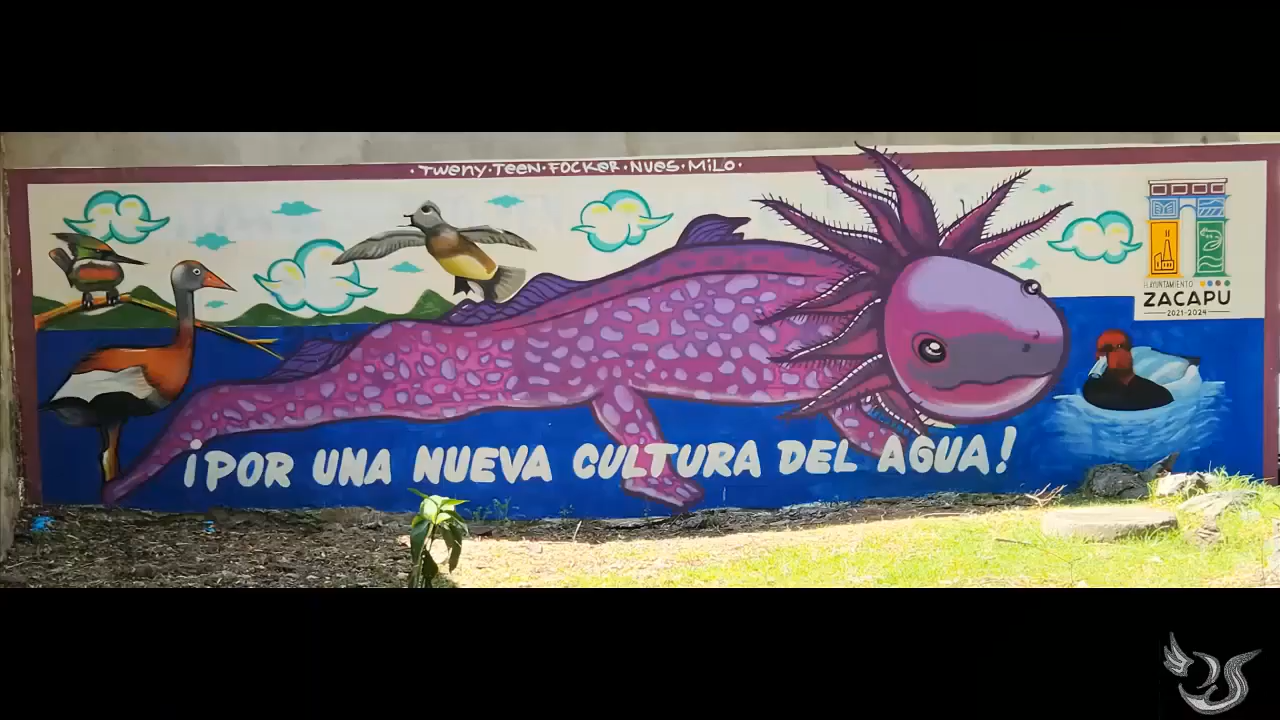 · Tweny · Teen · Focker · Nues · Milo ·
H. AYUNTAMIENTO
ZACAPU
2021-2024
¡POR UNA NUEVA CULTURA DEL AGUA!